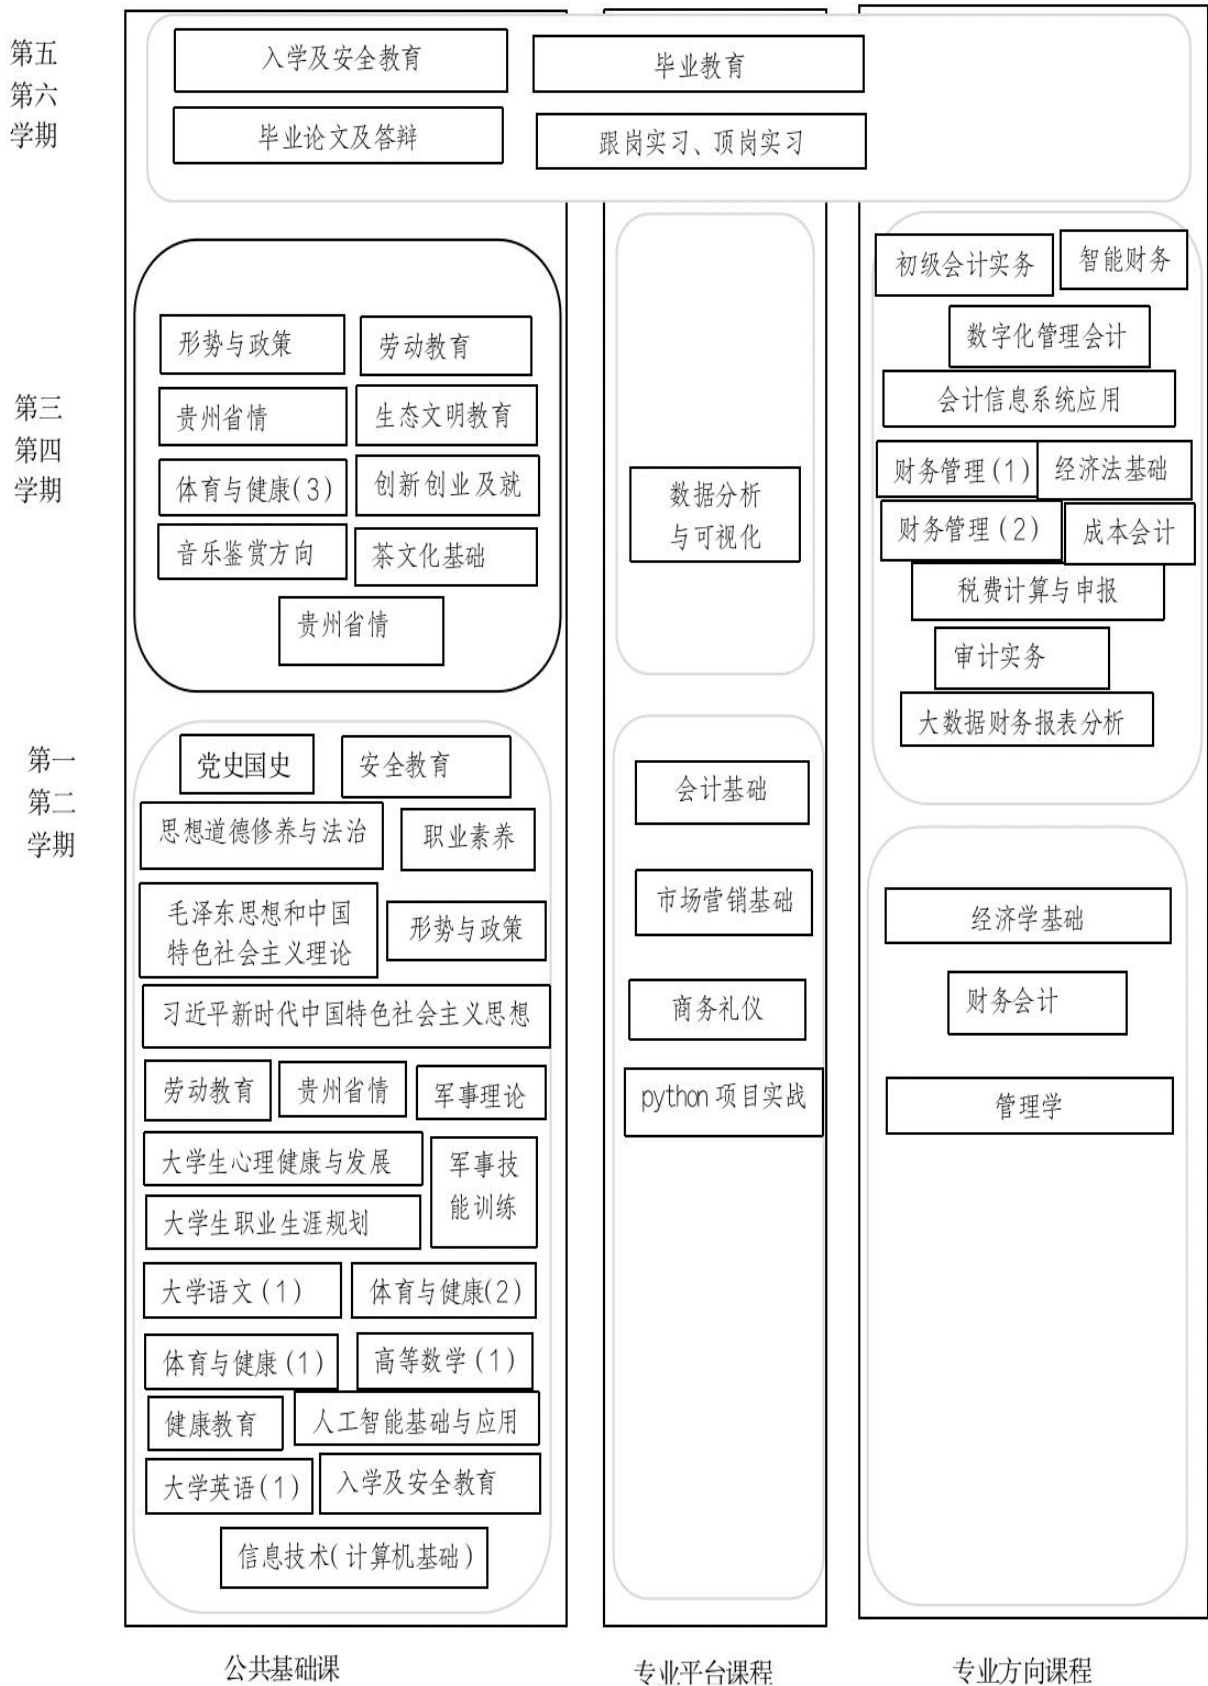 第五
第六
学期
入学及安全教育
毕业教育
毕业论文及答辩
跟岗实习、顶岗实习
第三
第四
学期
形势与政策
劳动教育
贵州省情
生态文明教育
体育与健康(3)
创新创业及就
音乐鉴赏方向
茶文化基础
贵州省情
数据分析
与可视化
初级会计实务
智能财务
数字化管理会计
会计信息系统应用
财务管理(1)
经济法基础
财务管理(2)
成本会计
税费计算与申报
审计实务
大数据财务报表分析
第一
第二
学期
党史国史
安全教育
思想道德修养与法治
职业素养
毛泽东思想和中国
特色社会主义理论
形势与政策
习近平新时代中国特色社会主义思想
劳动教育
贵州省情
军事理论
大学生心理健康与发展
军事技
能训练
大学生职业生涯规划
大学语文(1)
体育与健康(2)
体育与健康(1)
高等数学(1)
健康教育
人工智能基础与应用
大学英语(1)
入学及安全教育
信息技术(计算机基础)
会计基础
市场营销基础
商务礼仪
python 项目实战
经济学基础
财务会计
管理学
公共基础课
专业平台课程
专业方向课程